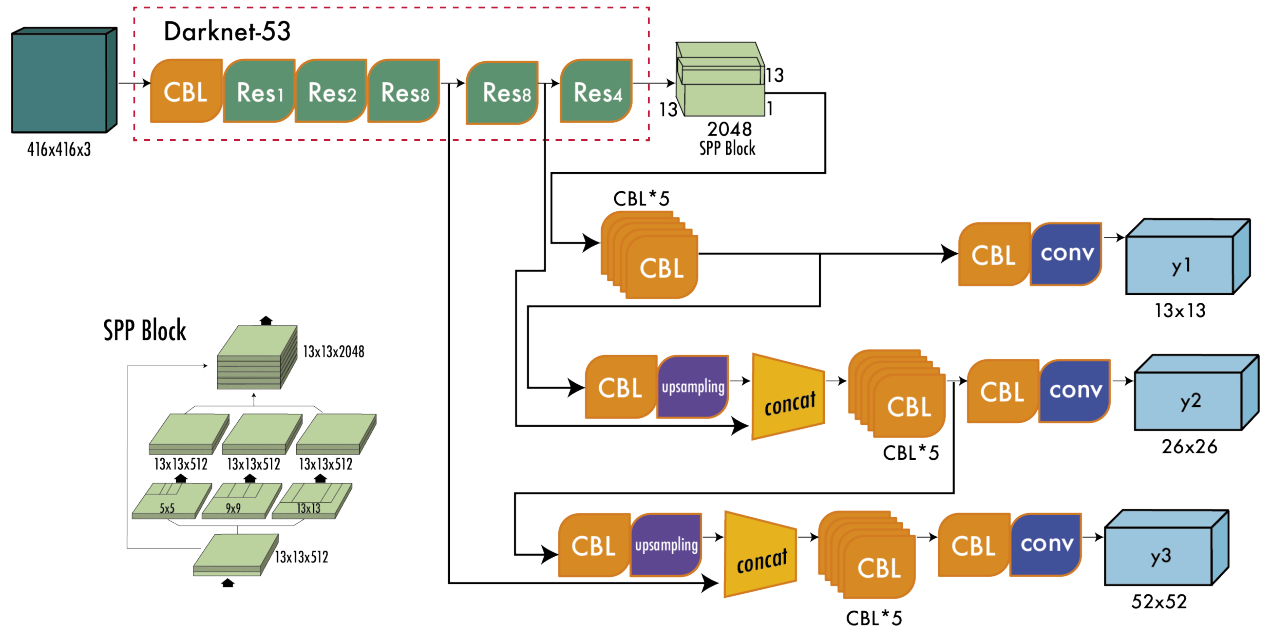 Darknet-53
CBL
Res1
Res2
Res8
Res8
Res4
416x416x3
13
13
1
2048
SPP Block
CBL*5
CBL
CBL
conv
y1
13x13
SPP Block
13x13x2048
13x13x512
13x13x512
13x13x512
5x5
9x9
13x13
13x13x512
CBL
upsampling
concat
CBL
CBL*5
CBL
conv
y2
26x26
CBL
upsampling
concat
CBL
CBL*5
CBL
conv
y3
52x52